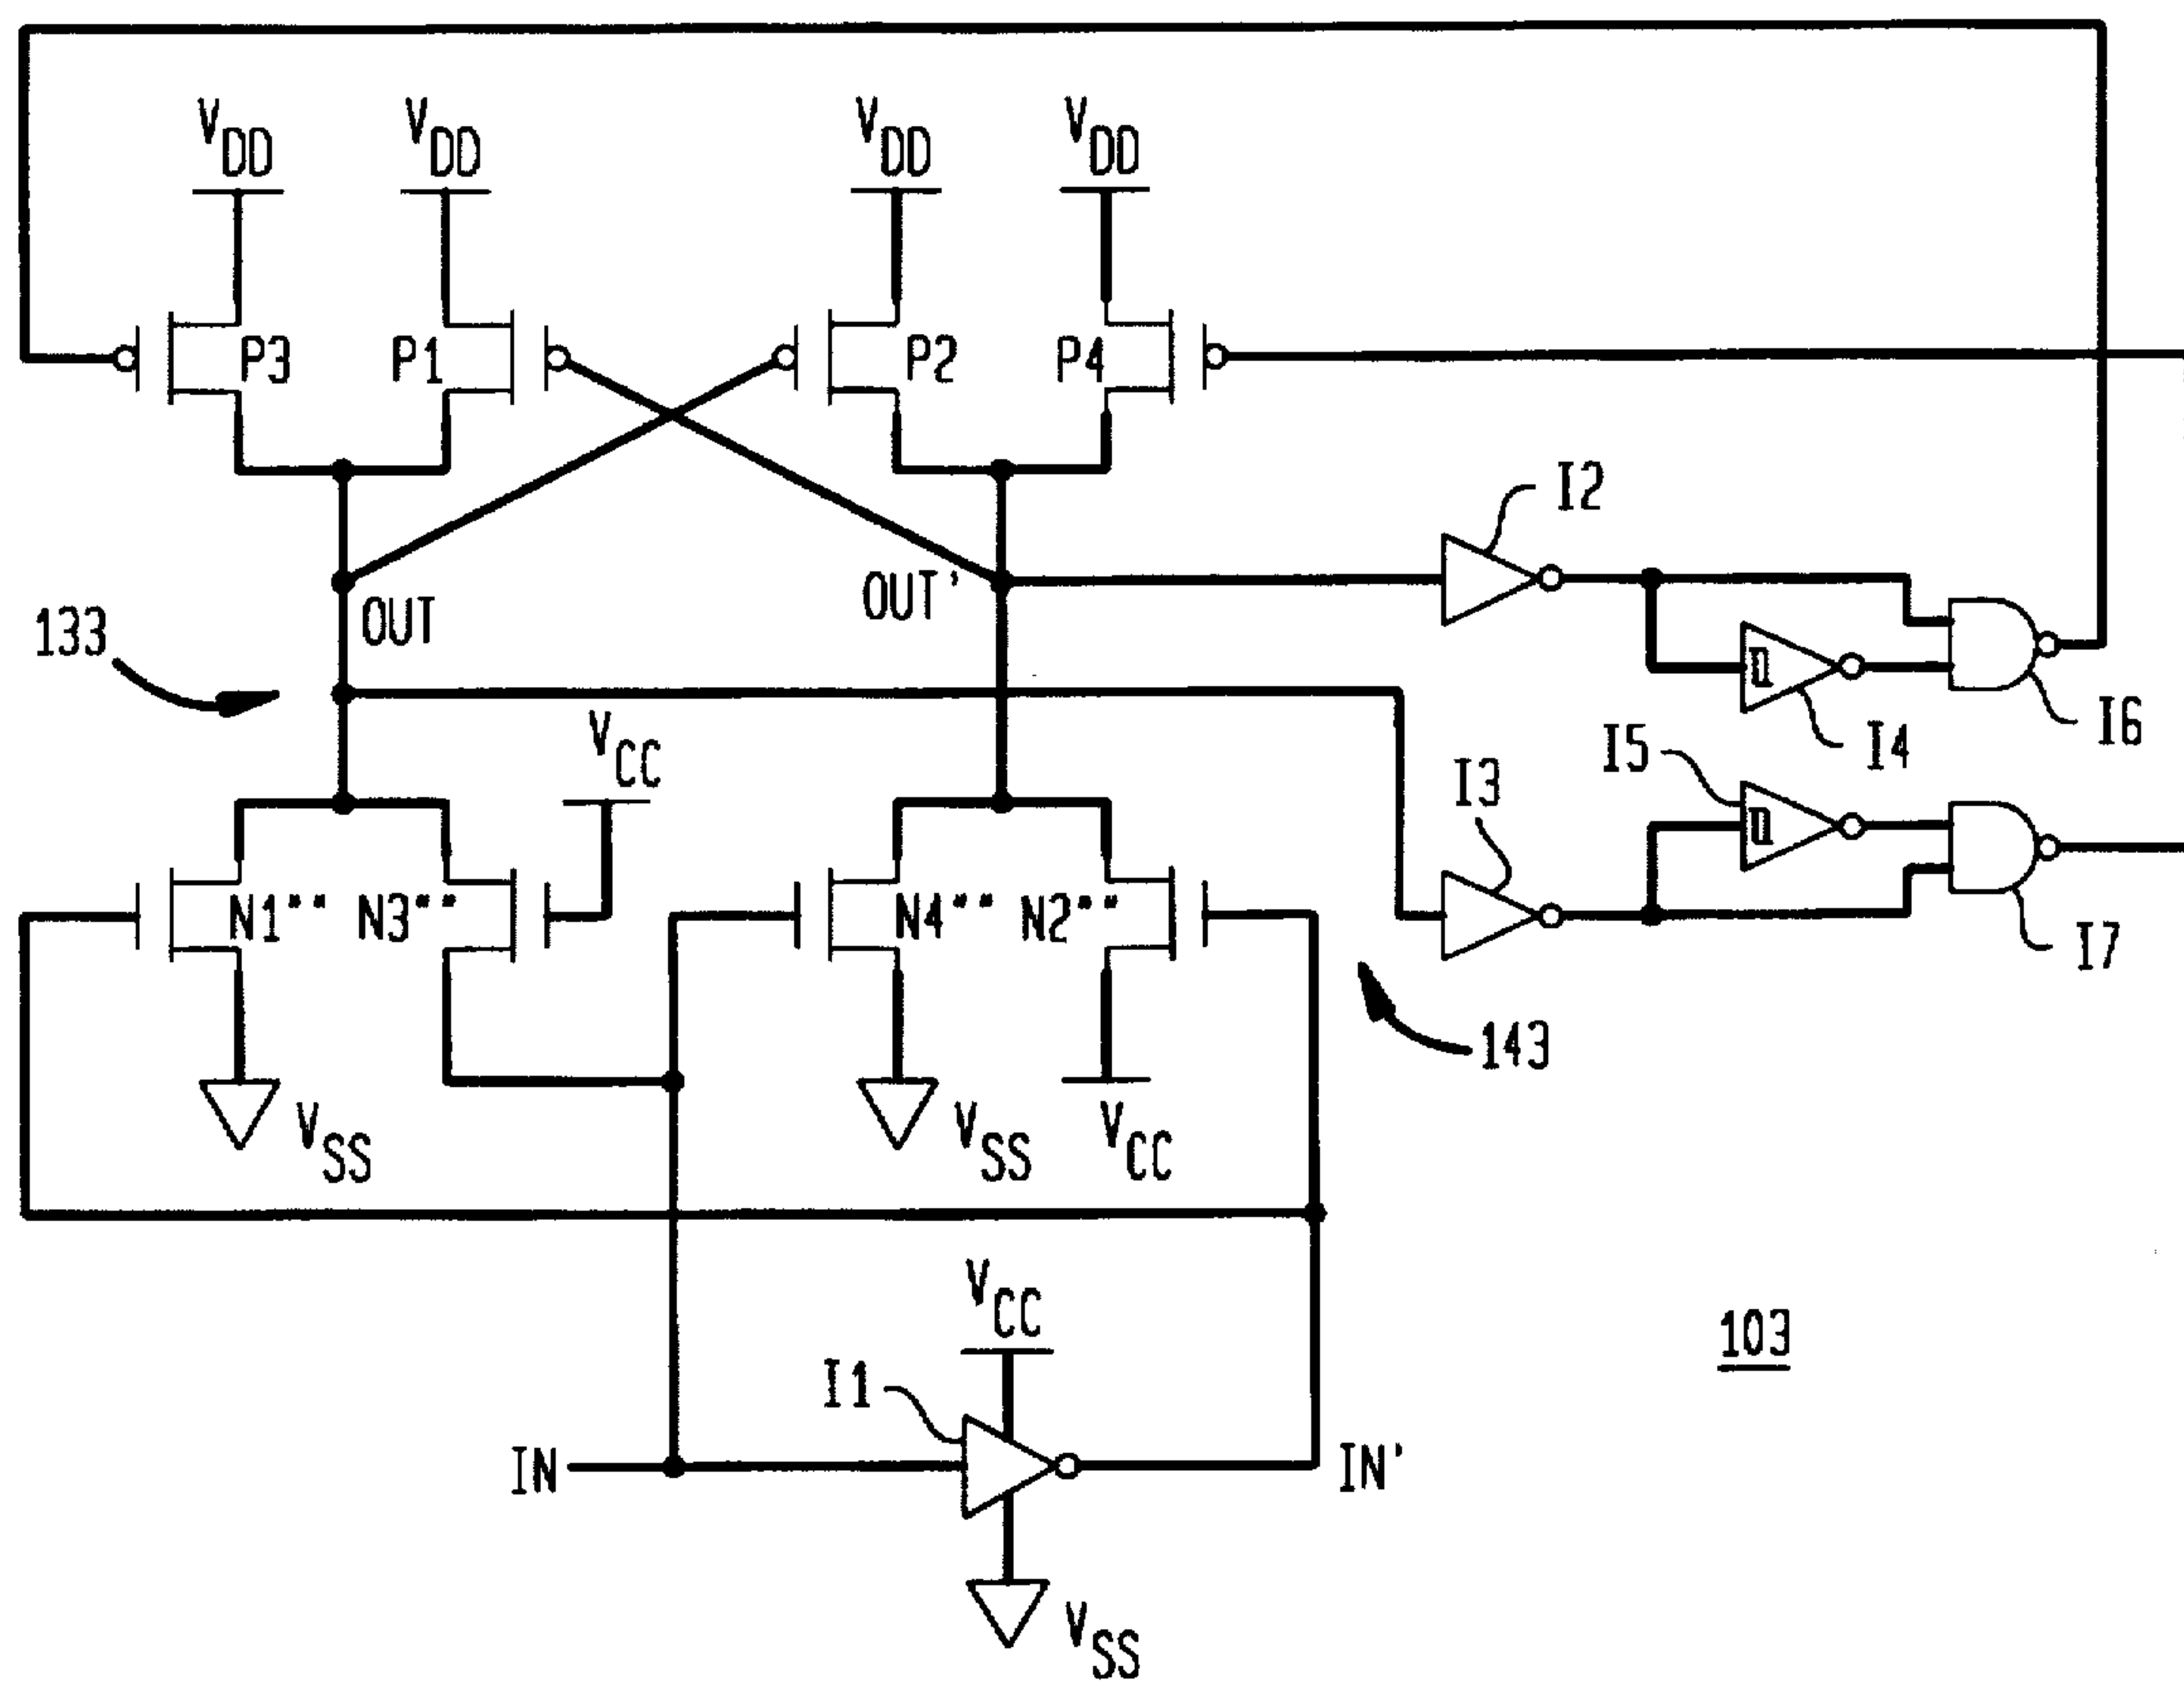 VDD
VDD
VDD
VDD
P3
P1
P2
P4
I2
OUT
OUT'
133
D
I6
I4
VCC
I5
I3
D
N1""
N3""
N4""
N2""
I7
143
VSS
VSS
VCC
VCC
103
I1
IN
IN'
VSS